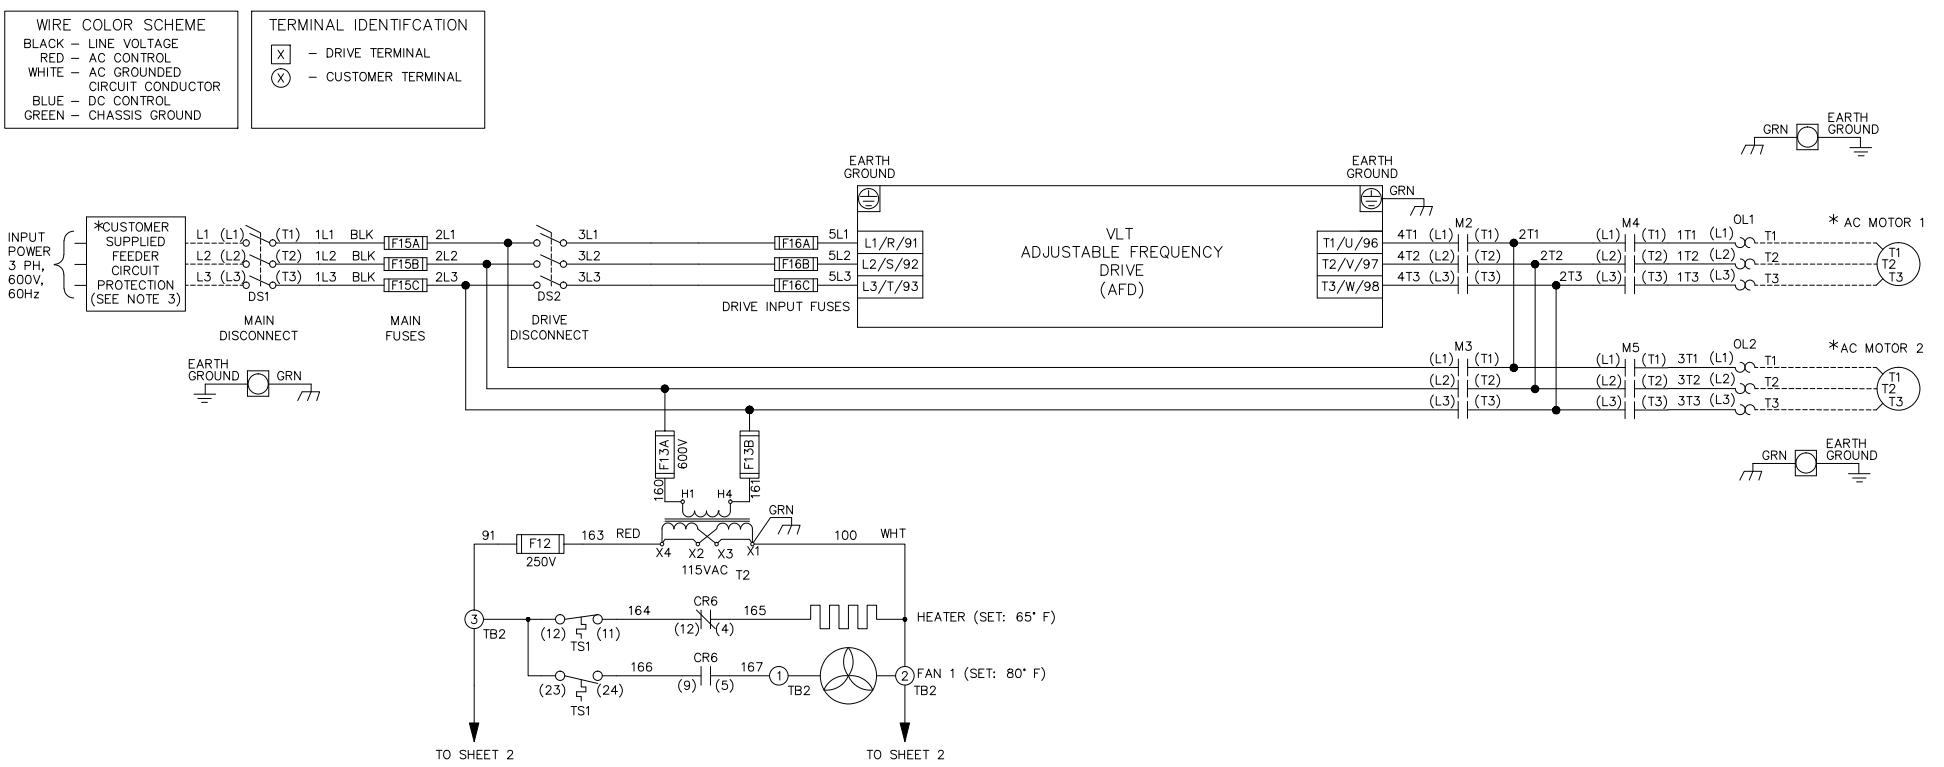 WIRE COLOR SCHEME
BLACK – LINE VOLTAGE
RED – AC CONTROL
WHITE – AC GROUNDED
CIRCUIT CONDUCTOR
BLUE – DC CONTROL
GREEN – CHASSIS GROUND
TERMINAL IDENTIFCATION
X – DRIVE TERMINAL
X – CUSTOMER TERMINAL
INPUT
POWER
3 PH,
600V,
60Hz
*CUSTOMER
SUPPLIED
FEEDER
CIRCUIT
PROTECTION
(SEE NOTE 3)
L1 (L1) (T1) 1L1 BLK F15A 2L1 3L1 F16A 5L1 L1/R/91
L2 (L2) (T2) 1L2 BLK F15B 2L2 3L2 F16B 5L2 L2/S/92
L3 (L3) (T3) 1L3 BLK F15C 2L3 3L3 F16C 5L3 L3/T/93
DS1
MAIN
DISCONNECT
MAIN
FUSES
DS2
DRIVE
DISCONNECT
DRIVE INPUT FUSES
EARTH
GROUND
GRN
EARTH
GROUND
VLT
ADJUSTABLE FREQUENCY
DRIVE
(AFD)
EARTH
GROUND
GRN
GRN
EARTH
GROUND
M2 M4 OL1 * AC MOTOR 1
T1/U/96 4T1 (L1) (T1) 2T1 (L1) (T1) 1T1 (L1) T1
T2/V/97 4T2 (L2) (T2) 2T2 (L2) (T2) 1T2 (L2) T2
T3/W/98 4T3 (L3) (T3) 2T3 (L3) (T3) 1T3 (L3) T3
T1
T2
T3
M3 M5 OL2 *AC MOTOR 2
(L1) (T1) (L1) (T1) 3T1 (L1) T1
(L2) (T2) (L2) (T2) 3T2 (L2) T2
(L3) (T3) (L3) (T3) 3T3 (L3) T3
T1
T2
T3
GRN
EARTH
GROUND
F13A
600V
F13B
160
161
H1 H4
GRN
91 F12 163 RED
250V
X4 X2 X3 X1
100 WHT
115VAC T2
3
TB2
(12) (11)
TS1
164
CR6
(12) (4)
165
HEATER (SET: 65° F)
(23) (24)
TS1
166
CR6
(9) (5)
167
1
TB2
2
TB2
FAN 1 (SET: 80° F)
TO SHEET 2
TO SHEET 2